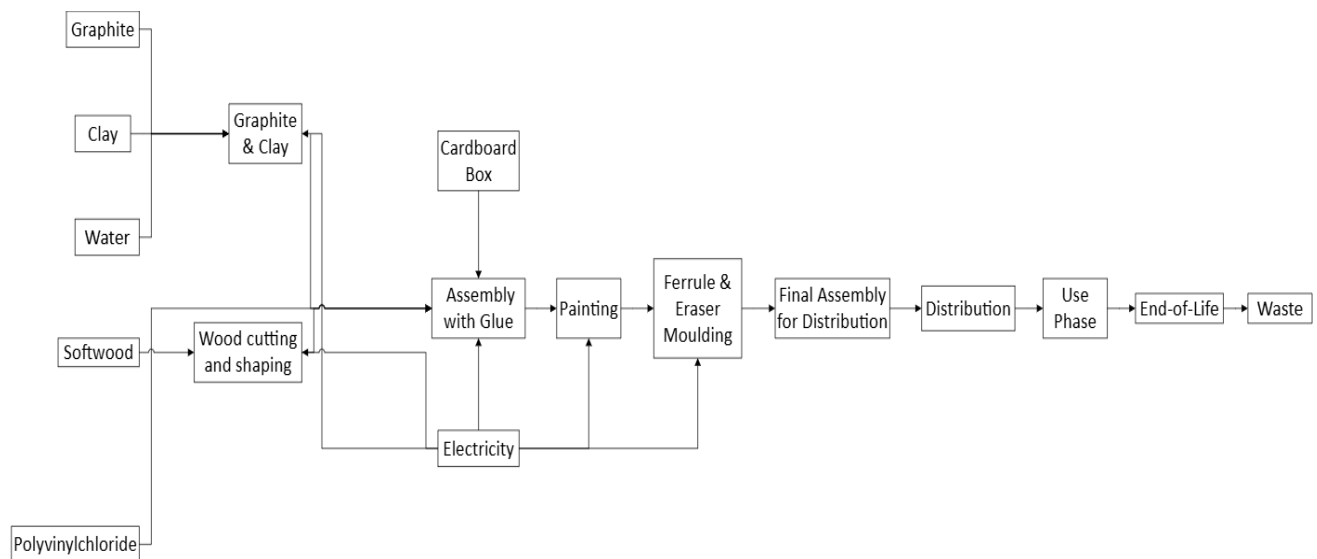 Graphite
Clay
Water
Graphite
& Clay
Cardboard
Box
Softwood
Wood cutting
and shaping
Assembly
with Glue
Painting
Ferrule &
Eraser
Moulding
Final Assembly
for Distribution
Distribution
Use
Phase
End-of-Life
Waste
Electricity
Polyvinylchloride